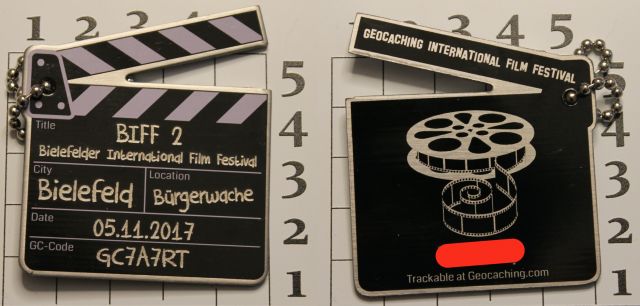 1 2 3 4 5
Title
BIFF 2
Bielefelder International Film Festival
City
Bielefeld
Location
Bürgerwache
Date
05.11.2017
GC-Code
GC7A7RT
5
4
3
2
1
1 2 3 4 5
GEOCACHING INTERNATIONAL FILM FESTIVAL
Trackable at Geocaching.com
5
4
3
2
1